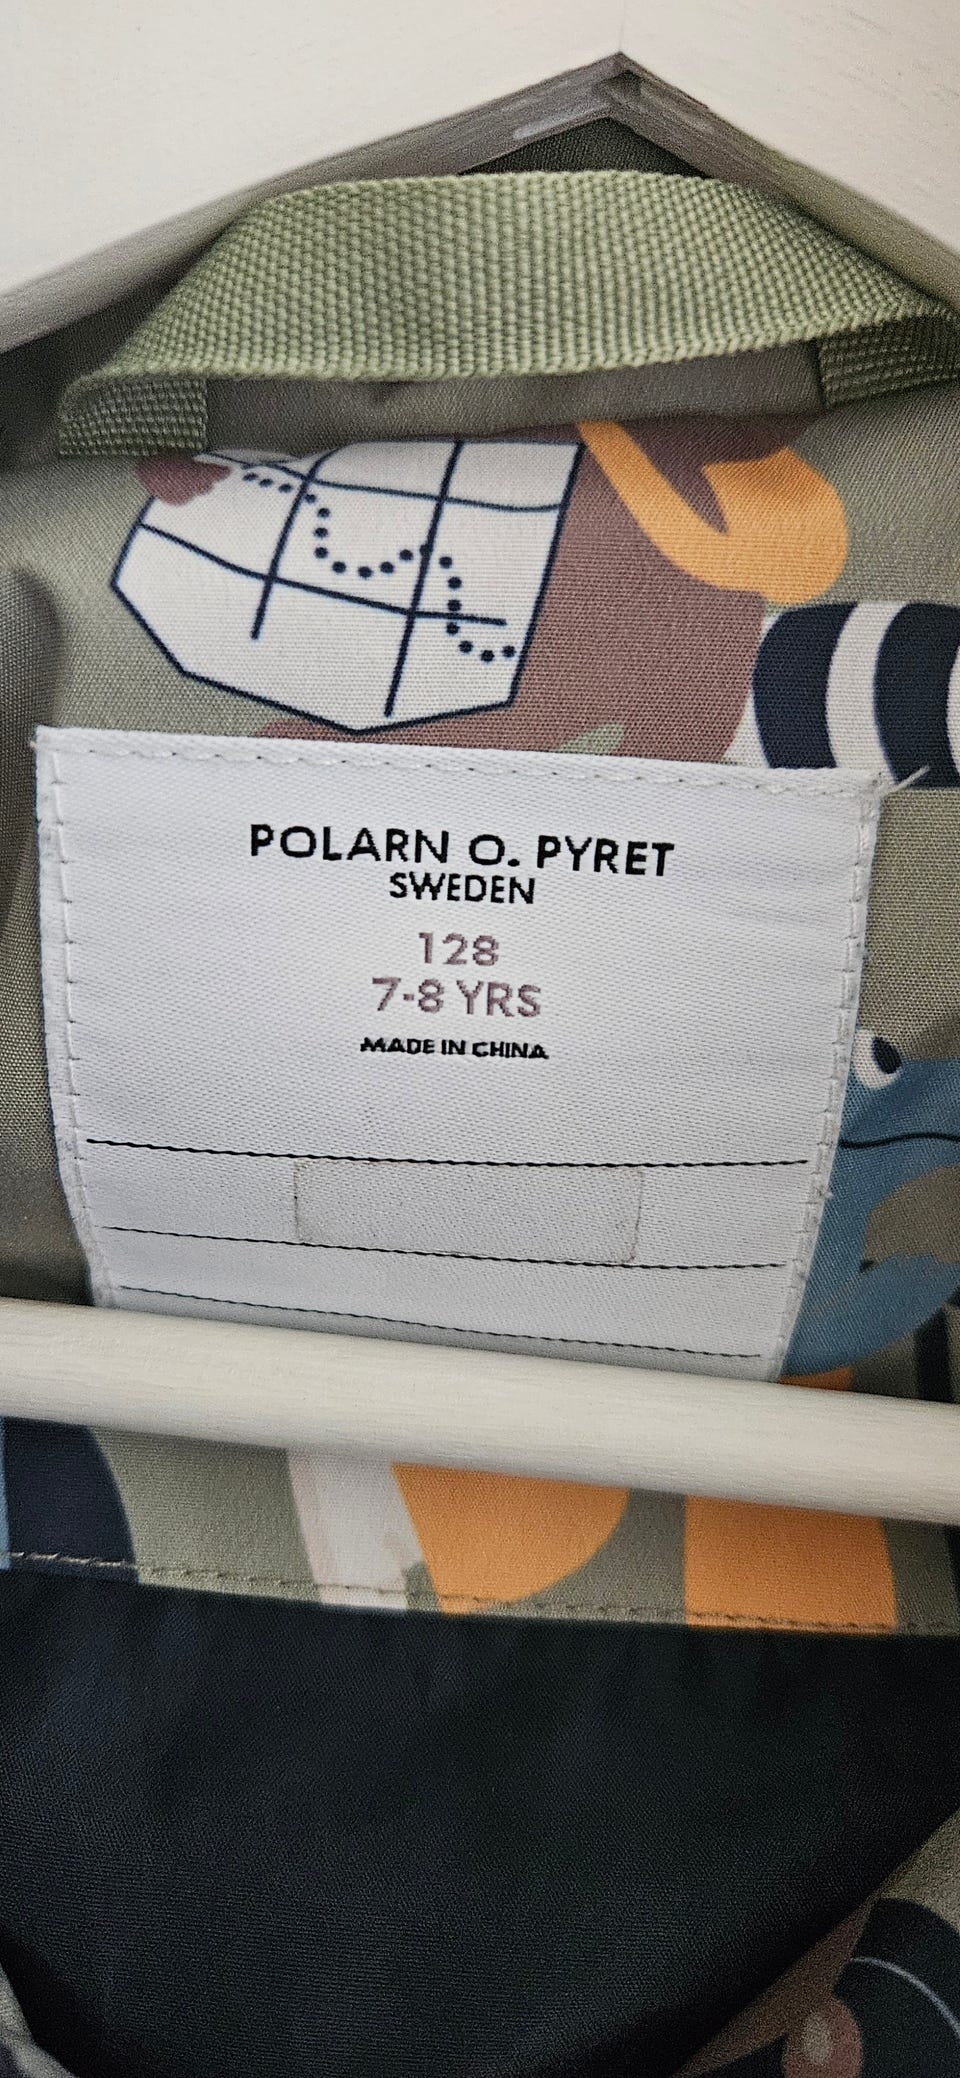 POLARN O. PYRET
SWEDEN
128
7-8 YRS
MADE IN CHINA